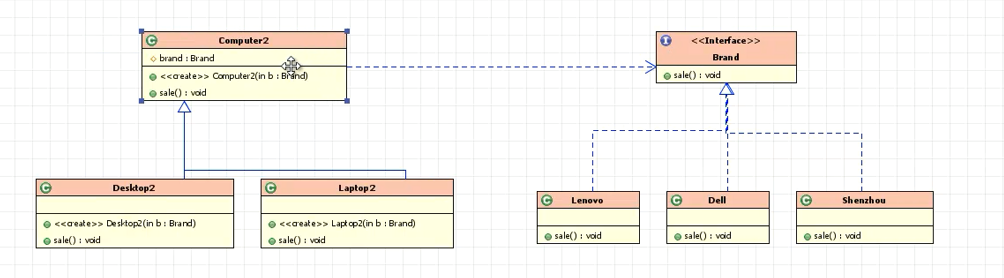 Computer2
brand : Brand
<<create>> Computer2(in b : Brand)
sale() : void
<<Interface>>
Brand
sale() : void
Desktop2
<<create>> Desktop2(in b : Brand)
sale() : void
Laptop2
<<create>> Laptop2(in b : Brand)
sale() : void
Lenovo
sale() : void
Dell
sale() : void
Shenzhou
sale() : void